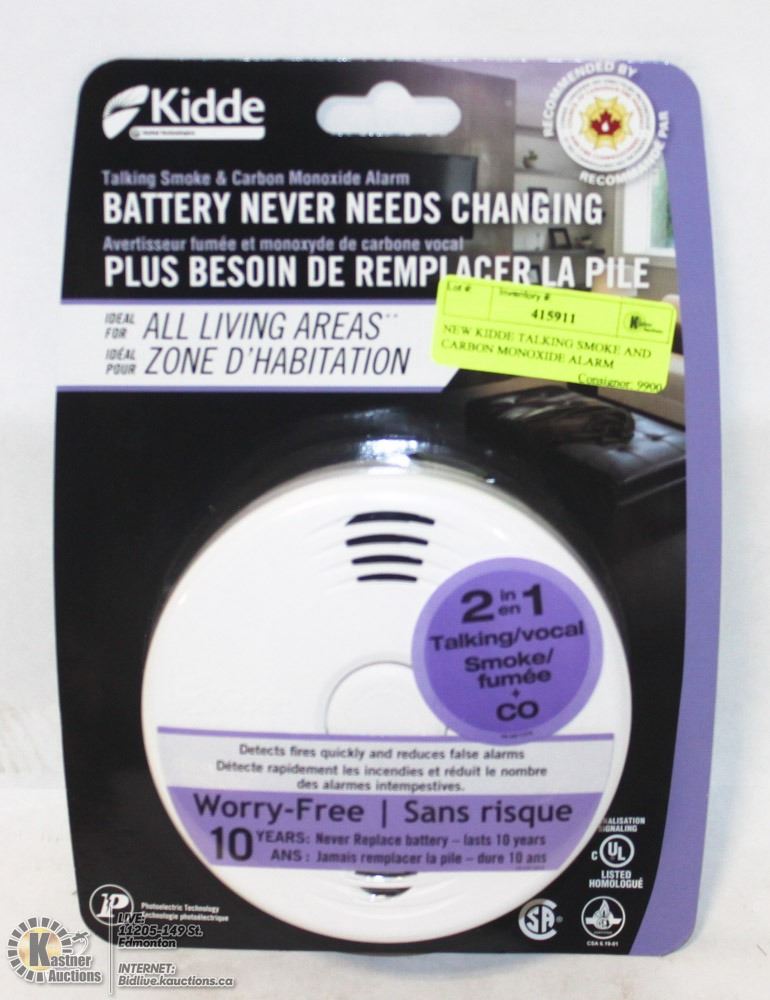 Kidde
RECOMMENDED BY
RECOMMANDÉ PAR
Talking Smoke & Carbon Monoxide Alarm
BATTERY NEVER NEEDS CHANGING
Avertisseur fumée et monoxyde de carbone vocal
PLUS BESOIN DE REMPLACER LA PILE
IDEAL FOR ALL LIVING AREAS**
IDÉAL POUR ZONE D'HABITATION
Lot # Inventory #
415911
NEW KIDDE TALKING SMOKE AND
CARBON MONOXIDE ALARM
Consignor: 9900
2 in en 1
Talking/vocal
Smoke/
fumée
+
CO
Detects fires quickly and reduces false alarms
Détecte rapidement les incendies et réduit le nombre
des alarmes intempestives.
Worry-Free | Sans risque
10 YEARS: Never Replace battery – lasts 10 years
ANS : Jamais remplacer la pile – dure 10 ans
ALISATION
SIGNALING
c UL
LISTED
HOMOLOGUÉ
Photoelectric Technology
Technologie photoélectrique
CSA 6.19-01
Kastner
Auctions
LIVE:
11205-149 St.
Edmonton
INTERNET:
Bidlive.kauctions.ca